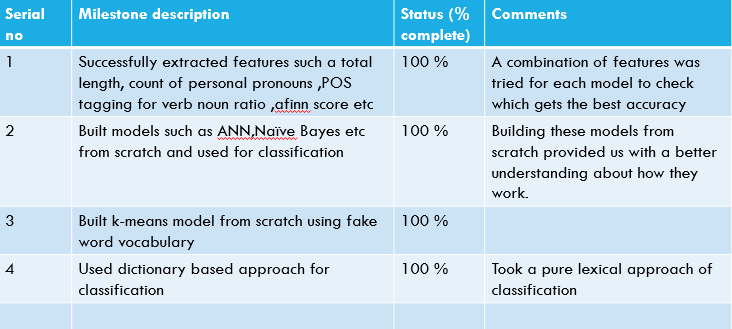 Serial no Milestone description Status (% complete) Comments
1 Successfully extracted features such a total 100 % A combination of features was
length, count of personal pronouns ,POS tried for each model to check
tagging for verb noun ratio ,afinn score etc which gets the best accuracy
2 Built models such as ANN,Naïve Bayes etc 100 % Building these models from
from scratch and used for classification scratch provided us with a better
understanding about how they
work.
3 Built k-means model from scratch using fake 100 %
word vocabulary
4 Used dictionary based approach for 100 % Took a pure lexical approach of
classification classification